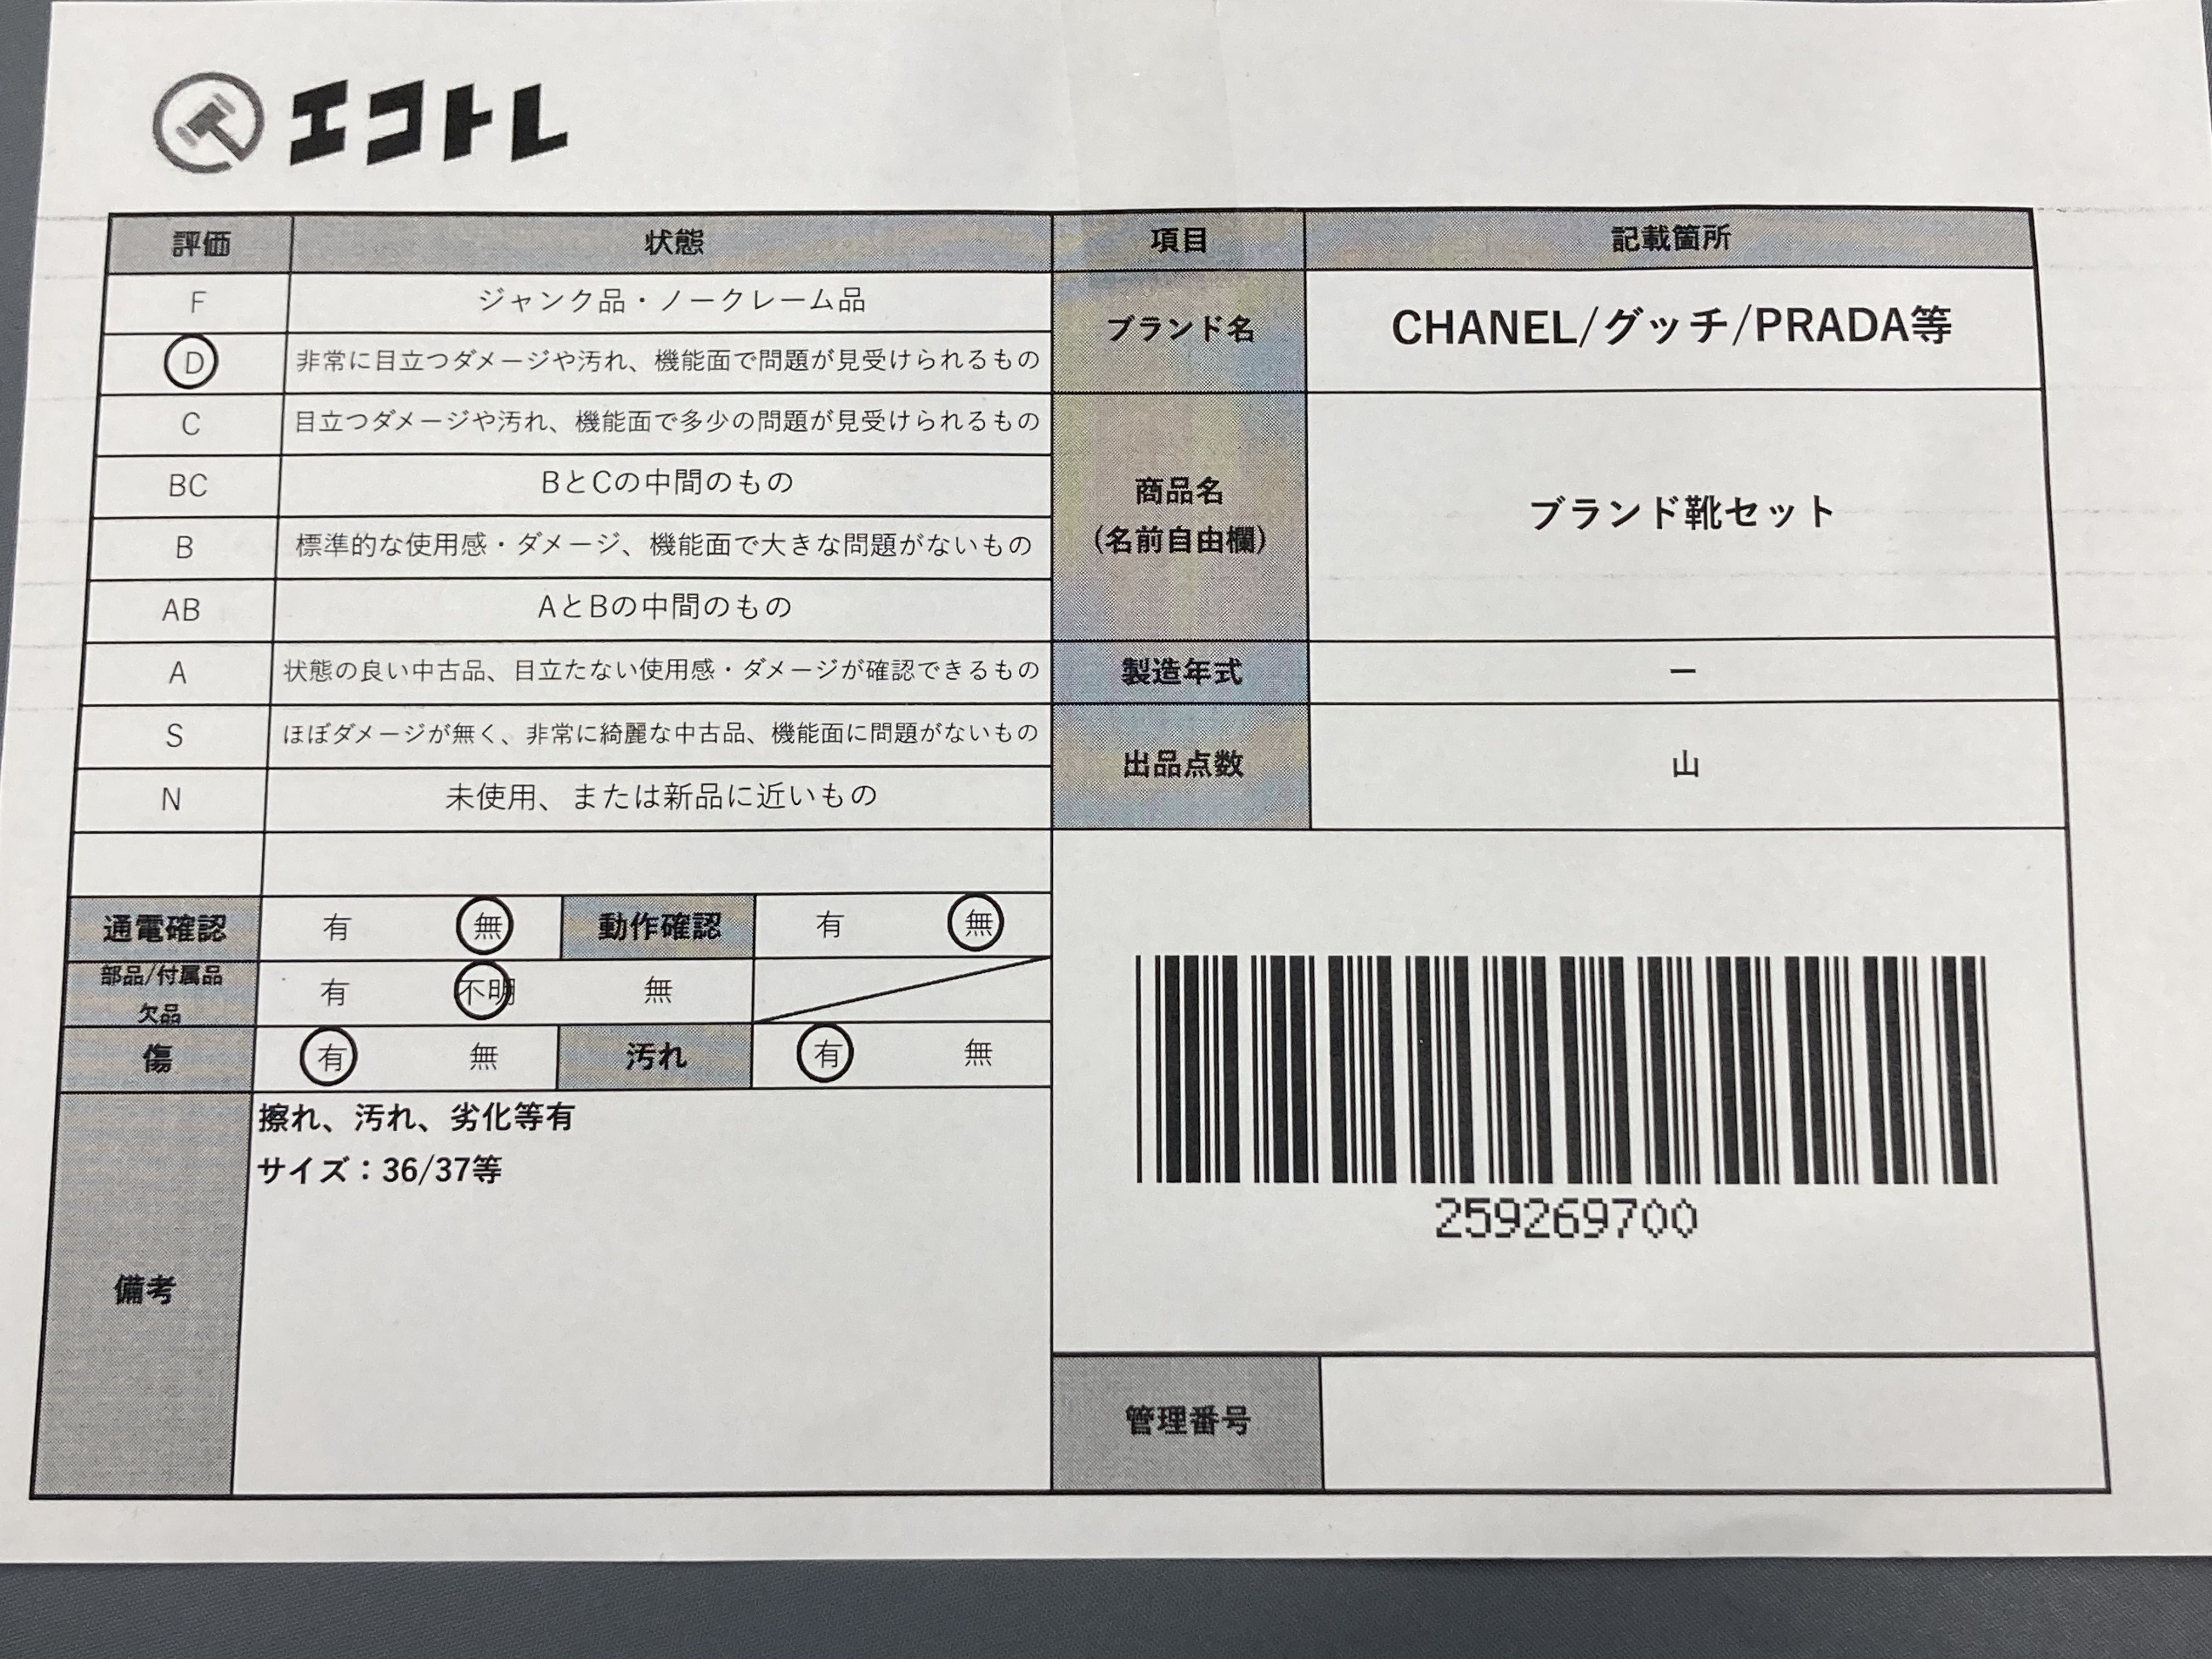 エコトレ
評価 状態 項目 記載箇所
F ジャンク品・ノークレーム品
D 非常に目立つダメージや汚れ、機能面で問題が見受けられるもの
ブランド名 CHANEL/グッチ/PRADA等
C 目立つダメージや汚れ、機能面で多少の問題が見受けられるもの
BC BとCの中間のもの
B 標準的な使用感・ダメージ、機能面で大きな問題がないもの
AB AとBの中間のもの
商品名
(名前自由欄)
ブランド靴セット
A 状態の良い中古品、目立たない使用感・ダメージが確認できるもの
製造年式 ー
S ほぼダメージが無く、非常に綺麗な中古品、機能面に問題がないもの
N 未使用、または新品に近いもの
出品点数 山
通電確認 有 無 動作確認 有 無
部品/付属品
欠品
有 不明 無
傷 有 無 汚れ 有 無
備考
擦れ、汚れ、劣化等有
サイズ：36/37等
259269700
管理番号